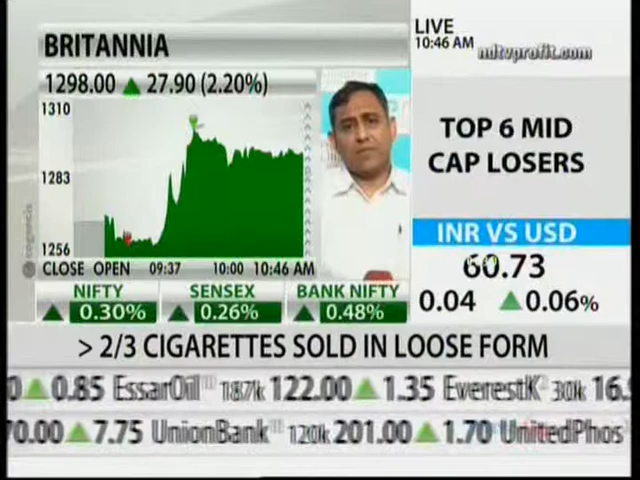 BRITANNIA
1298.00 ▲ 27.90 (2.20%)
1310
1283
1256
CLOSE OPEN 09:37 10:00 10:46 AM
cogencis
NIFTY
▲ 0.30%
SENSEX
▲ 0.26%
BANK NIFTY
▲ 0.48%
LIVE
10:46 AM
ndtvprofit.com
TOP 6 MID
CAP LOSERS
INR VS USD
60.73
0.04 ▲ 0.06%
> 2/3 CIGARETTES SOLD IN LOOSE FORM
0 ▲ 0.85 EssarOil 187k 122.00 ▲ 1.35 EverestK 30k 16.
70.00 ▲ 7.75 UnionBank 120k 201.00 ▲ 1.70 UnitedPhos